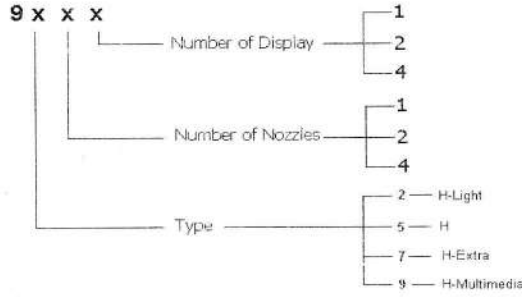 9 x x x
Number of Display
1
2
4
Number of Nozzles
1
2
4
Type
2 H-Light
5 H
7 H-Extra
9 H-Multimedia